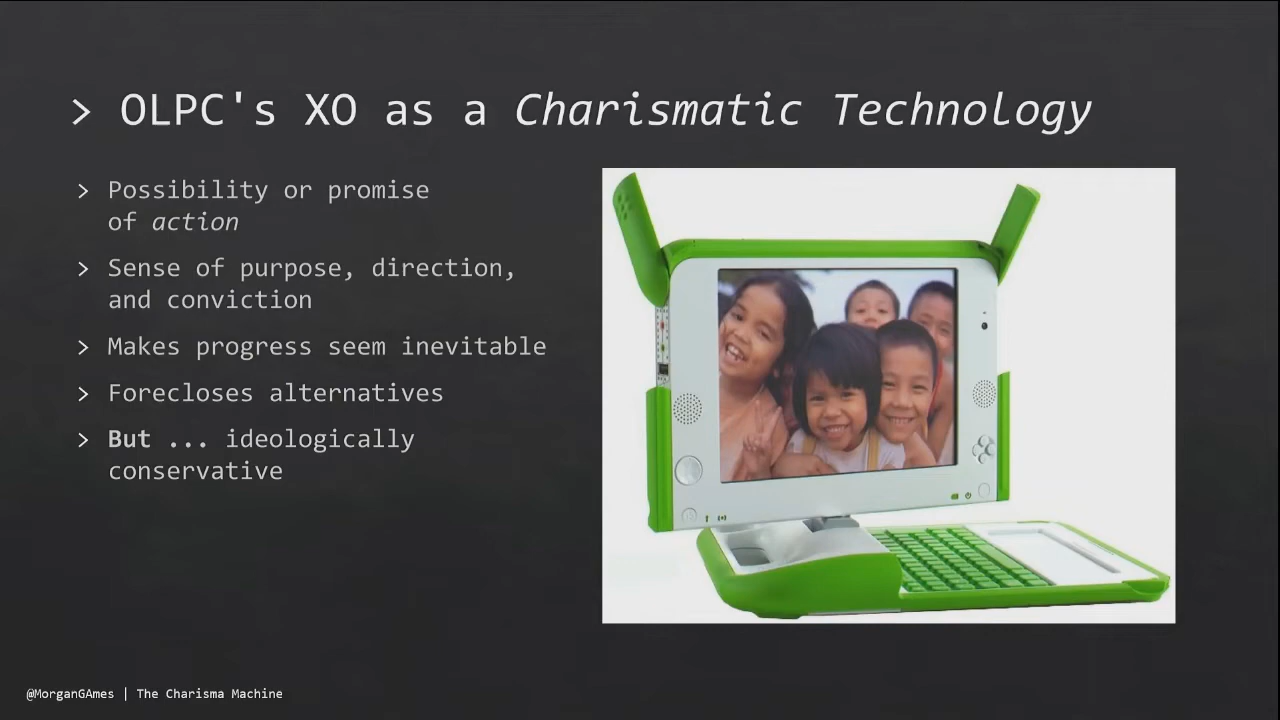 > OLPC's XO as a Charismatic Technology
> Possibility or promise
of action
> Sense of purpose, direction,
and conviction
> Makes progress seem inevitable
> Forecloses alternatives
> But ... ideologically
conservative
@MorganGAmes | The Charisma Machine